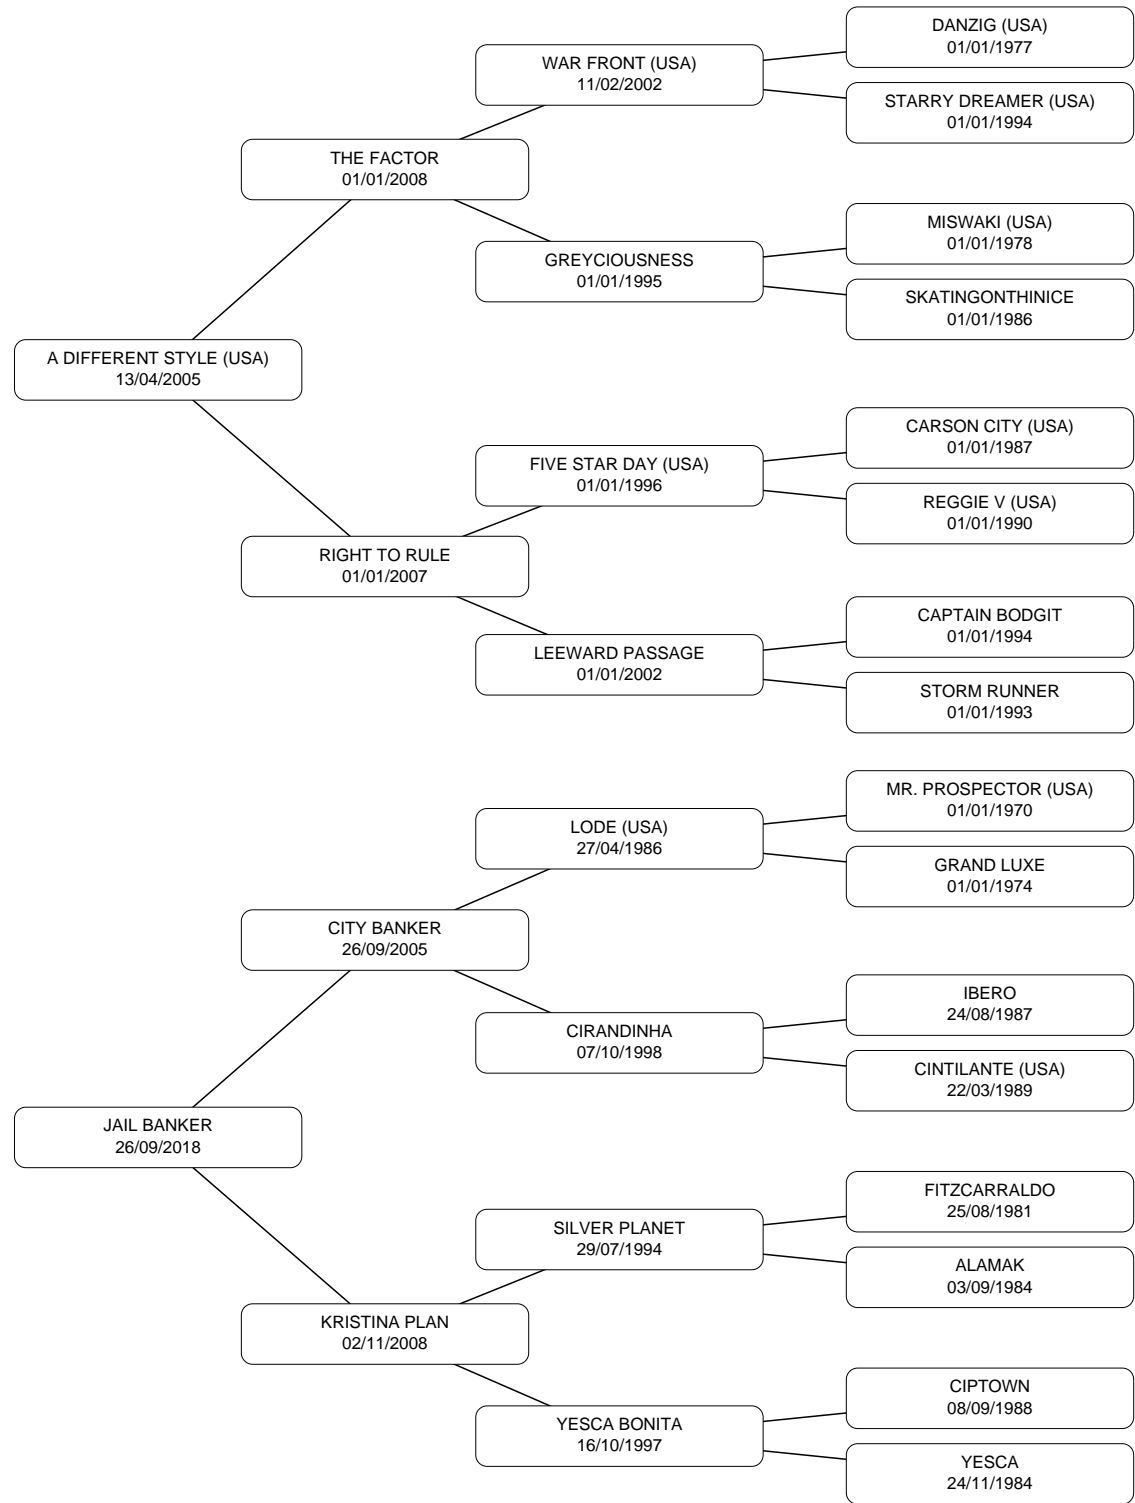 DANZIG (USA)
01/01/1977
WAR FRONT (USA)
11/02/2002
STARRY DREAMER (USA)
01/01/1994
THE FACTOR
01/01/2008
MISWAKI (USA)
01/01/1978
GREYCIOUSNESS
01/01/1995
SKATINGONTHINICE
01/01/1986
A DIFFERENT STYLE (USA)
13/04/2005
CARSON CITY (USA)
01/01/1987
FIVE STAR DAY (USA)
01/01/1996
REGGIE V (USA)
01/01/1990
RIGHT TO RULE
01/01/2007
CAPTAIN BODGIT
01/01/1994
LEEWARD PASSAGE
01/01/2002
STORM RUNNER
01/01/1993
MR. PROSPECTOR (USA)
01/01/1970
LODE (USA)
27/04/1986
GRAND LUXE
01/01/1974
CITY BANKER
26/09/2005
IBERO
24/08/1987
CIRANDINHA
07/10/1998
CINTILANTE (USA)
22/03/1989
JAIL BANKER
26/09/2018
FITZCARRALDO
25/08/1981
SILVER PLANET
29/07/1994
ALAMAK
03/09/1984
KRISTINA PLAN
02/11/2008
CIPTOWN
08/09/1988
YESCA BONITA
16/10/1997
YESCA
24/11/1984